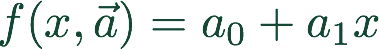 f(x, \vec{a}) = a_0 + a_1 x